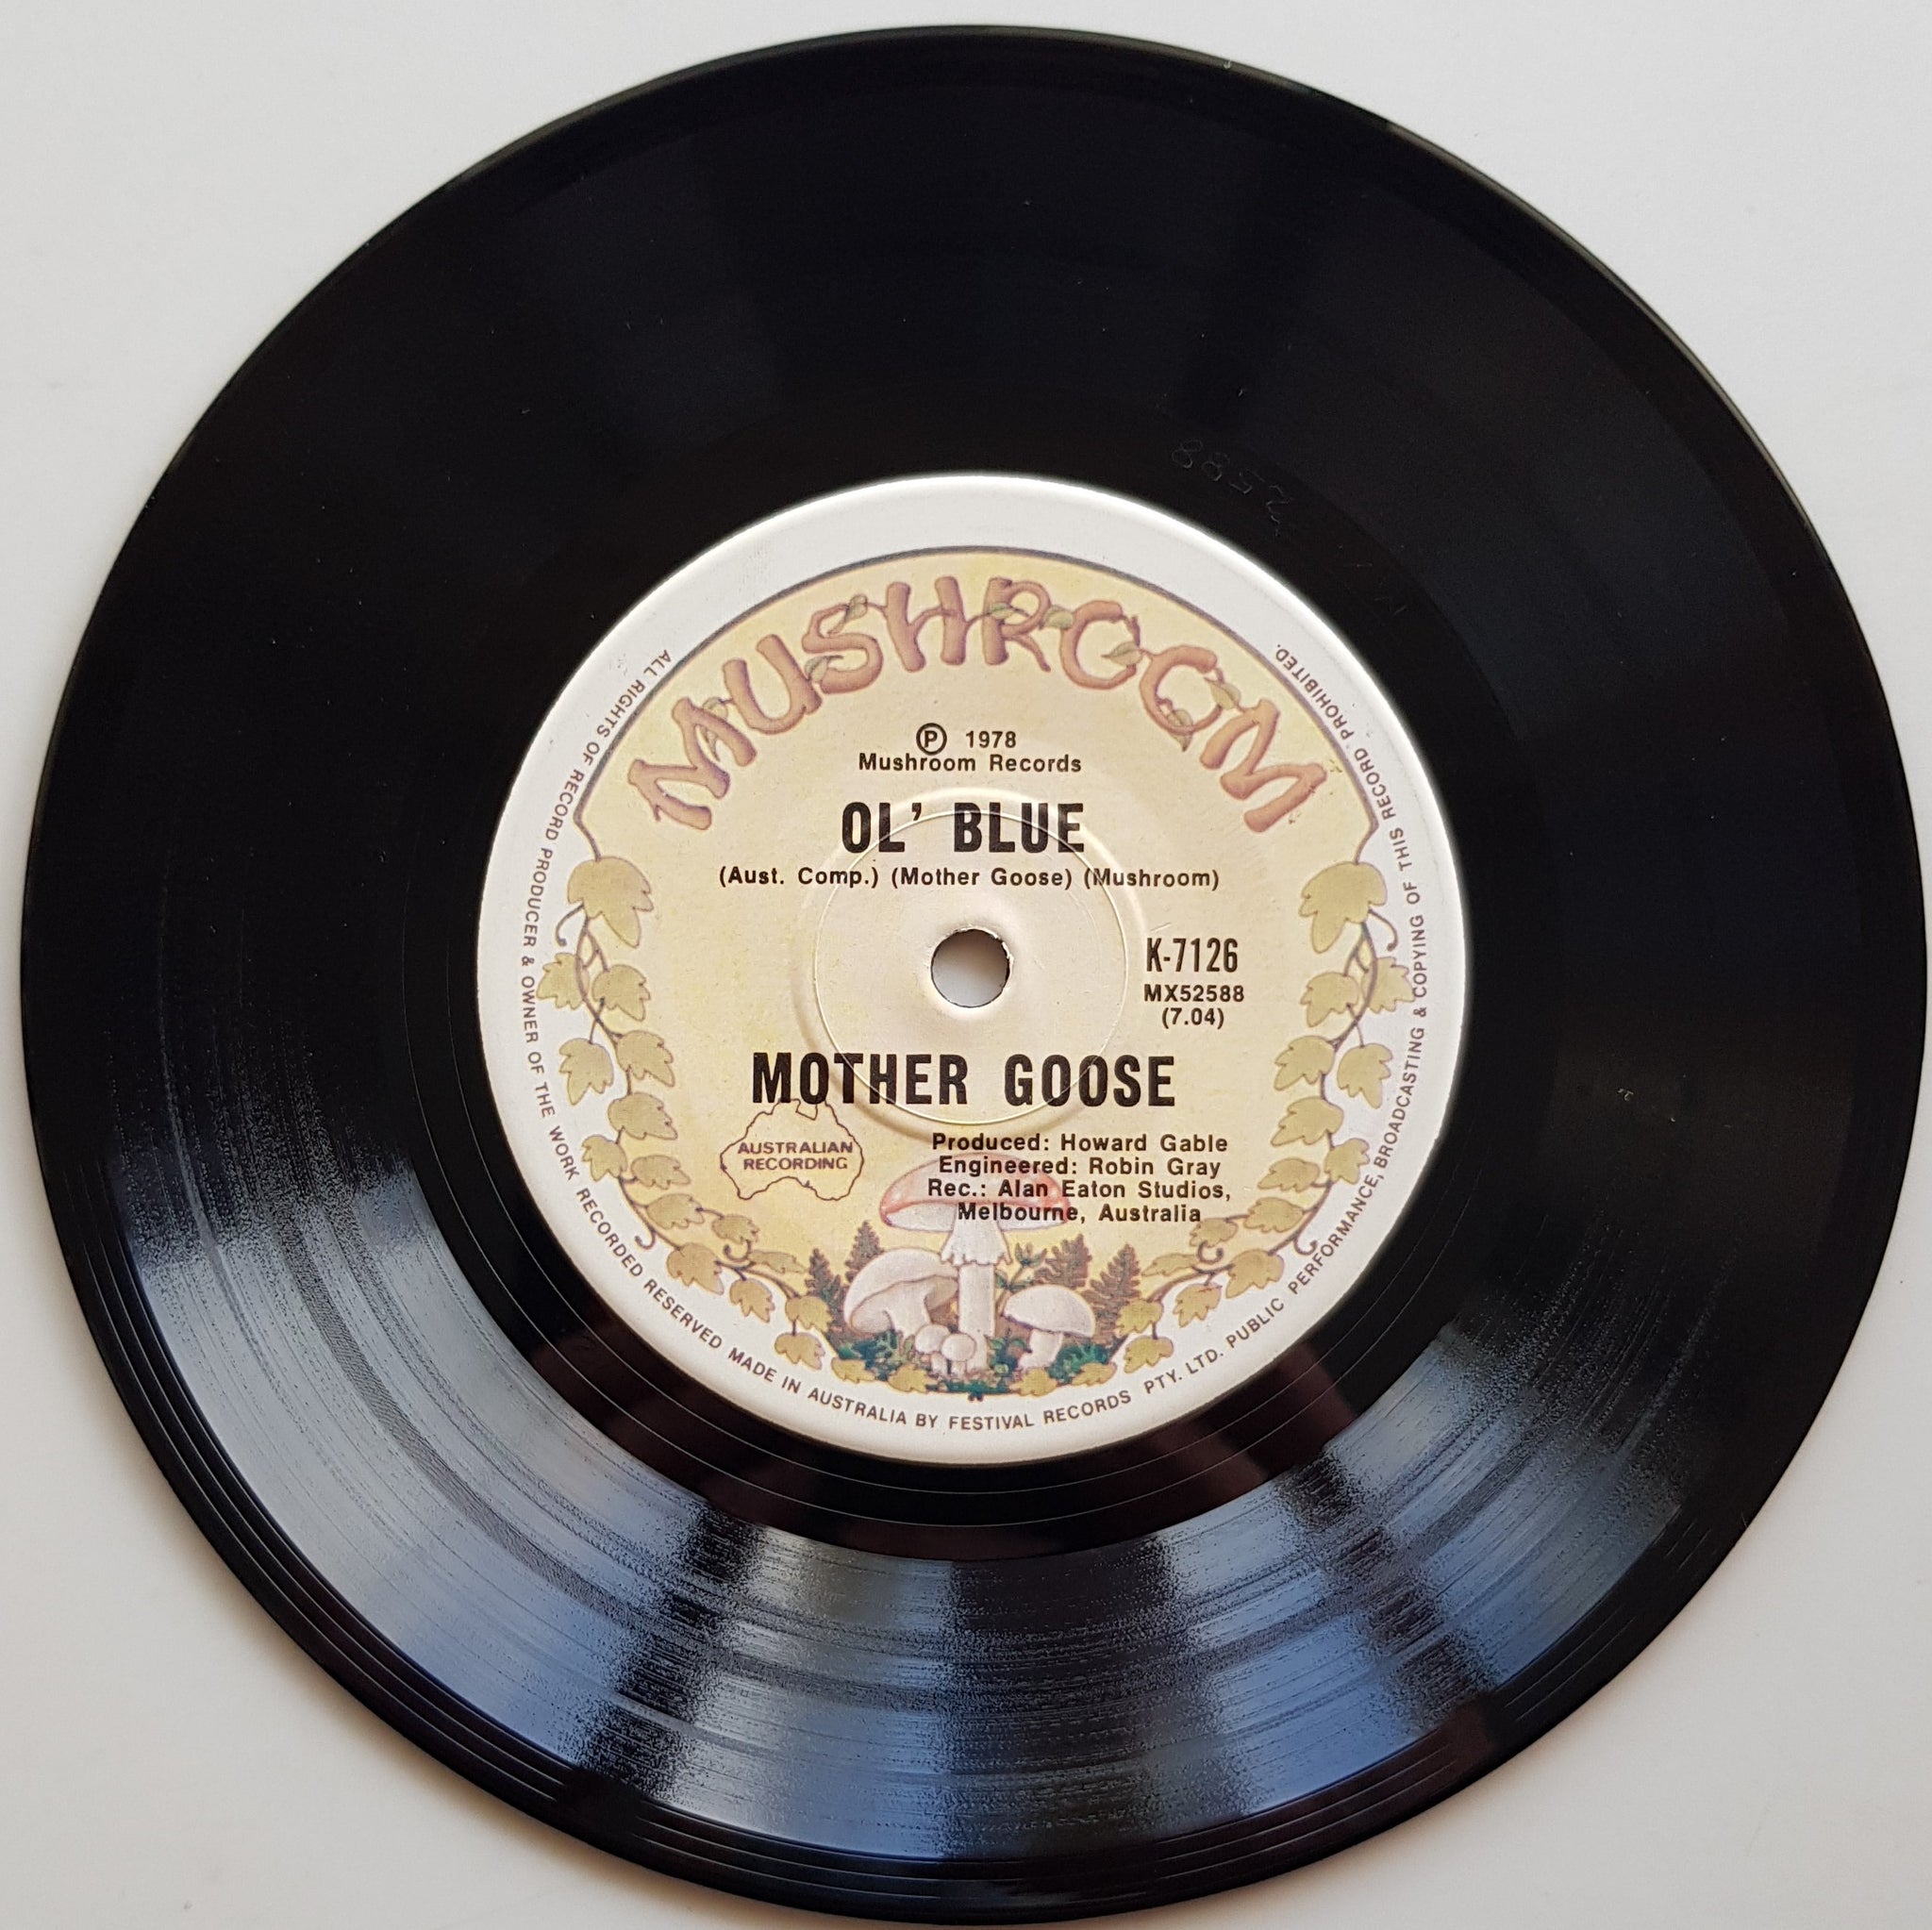 MUSHROOM
Ⓟ 1978
Mushroom Records
OL' BLUE
(Aust. Comp.) (Mother Goose) (Mushroom)
K-7126
MX52588
(7.04)
MOTHER GOOSE
AUSTRALIAN
RECORDING
Produced: Howard Gable
Engineered: Robin Gray
Rec.: Alan Eaton Studios,
Melbourne, Australia
ALL RIGHTS OF RECORD PRODUCER & OWNER OF THE WORK RECORDED RESERVED MADE IN AUSTRALIA BY FESTIVAL RECORDS PTY. LTD. PUBLIC PERFORMANCE, BROADCASTING & COPYING OF THIS RECORD PROHIBITED.
2588